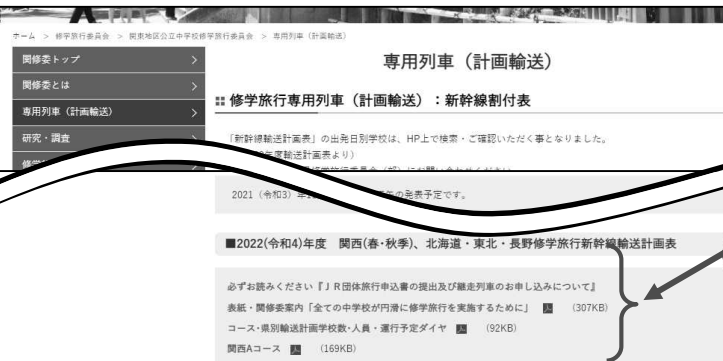 ホーム > 修学旅行委員会 > 関東地区公立中学校修学旅行委員会 > 専用列車（計画輸送）
関修委トップ >
関修委とは >
専用列車（計画輸送） >
研究・調査 >
専用列車（計画輸送）
修学旅行専用列車（計画輸送）：新幹線割付表
「新幹線輸送計画表」の出発日別学校は、HP上で検索・ご確認いただく事となりました。
年度輸送計画表より）
2021（令和3）年
の発表予定です。
■2022(令和4)年度 関西(春・秋季)、北海道・東北・長野修学旅行新幹線輸送計画表
必ずお読みください『ＪＲ団体旅行申込書の提出及び継走列車のお申し込みについて』
表紙・関修委案内「全ての中学校が円滑に修学旅行を実施するために」 （307KB）
コース・県別輸送計画学校数・人員・運行予定ダイヤ （92KB）
関西Aコース （169KB）